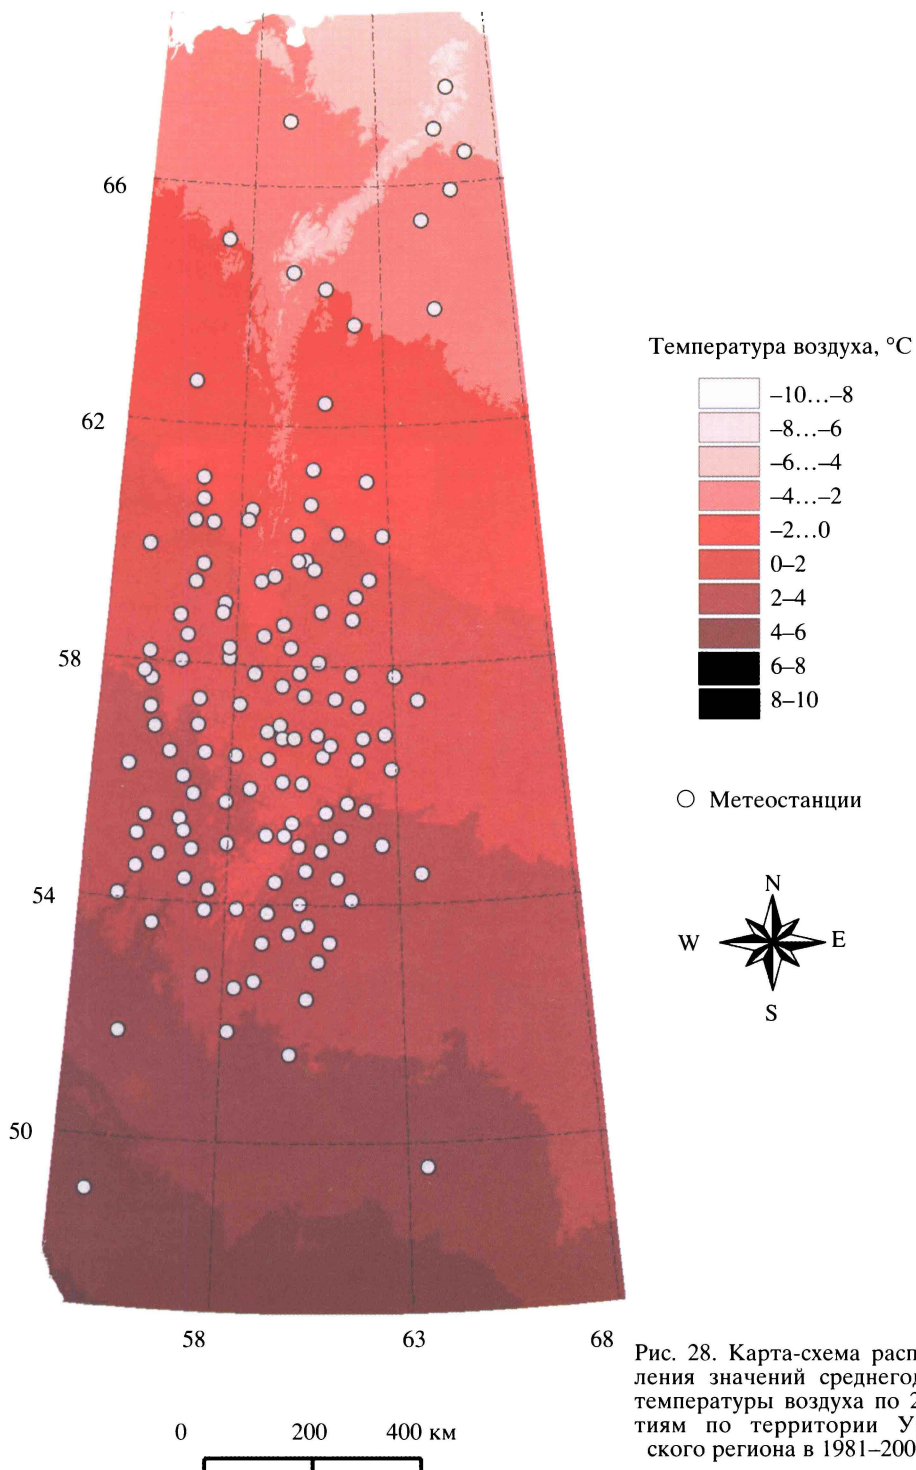 66
62
58
54
50
58
63
68
Температура воздуха, °C
–10...–8
–8...–6
–6...–4
–4...–2
–2...0
0–2
2–4
4–6
6–8
8–10
Метеостанции
N
W
E
S
Рис. 28. Карта-схема расп
ления значений среднегод
температуры воздуха по 2
тиям по территории У
ского региона в 1981–200
0 200 400 км